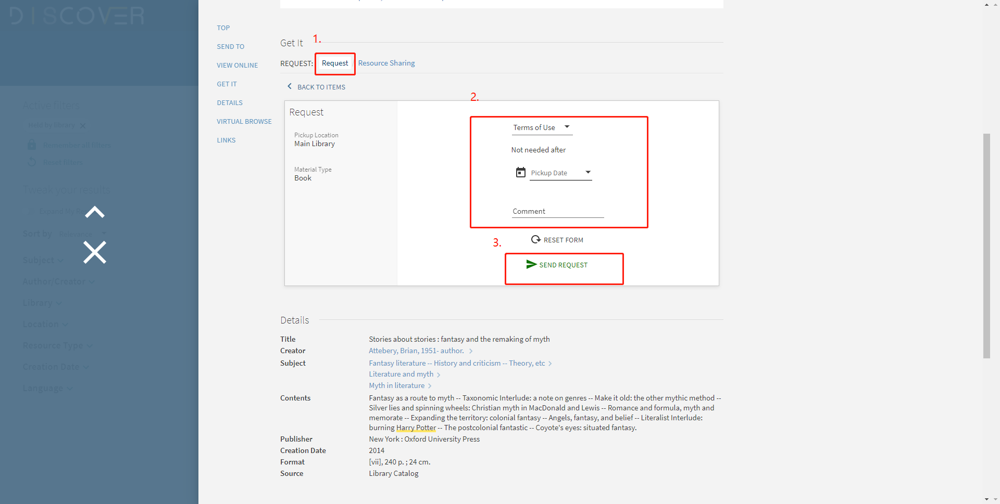 DISCOVER
Active filters
Held by library
Remember all filters
Reset filters
Tweak your results
Expand My
Sort by Relevance
Subject
Author/Creator
Library
Location
Resource Type
Creation Date
Language
TOP
SEND TO
VIEW ONLINE
GET IT
DETAILS
VIRTUAL BROWSE
LINKS
Get It
1.
REQUEST: Request / Resource Sharing
BACK TO ITEMS
2.
Request
Pickup Location
Main Library
Material Type
Book
Terms of Use
Not needed after
Pickup Date
Comment
RESET FORM
3.
SEND REQUEST
Details
Title Stories about stories : fantasy and the remaking of myth
Creator Attebery, Brian, 1951- author.
Subject Fantasy literature -- History and criticism -- Theory, etc
Literature and myth
Myth in literature
Contents Fantasy as a route to myth -- Taxonomic Interlude: a note on genres -- Make it old: the other mythic method --
Silver lies and spinning wheels: Christian myth in MacDonald and Lewis -- Romance and formula, myth and
memorate -- Expanding the territory: colonial fantasy -- Angels, fantasy, and belief -- Literalist Interlude:
burning Harry Potter -- The postcolonial fantastic -- Coyote's eyes: situated fantasy.
Publisher New York : Oxford University Press
Creation Date 2014
Format [vii], 240 p. ; 24 cm.
Source Library Catalog